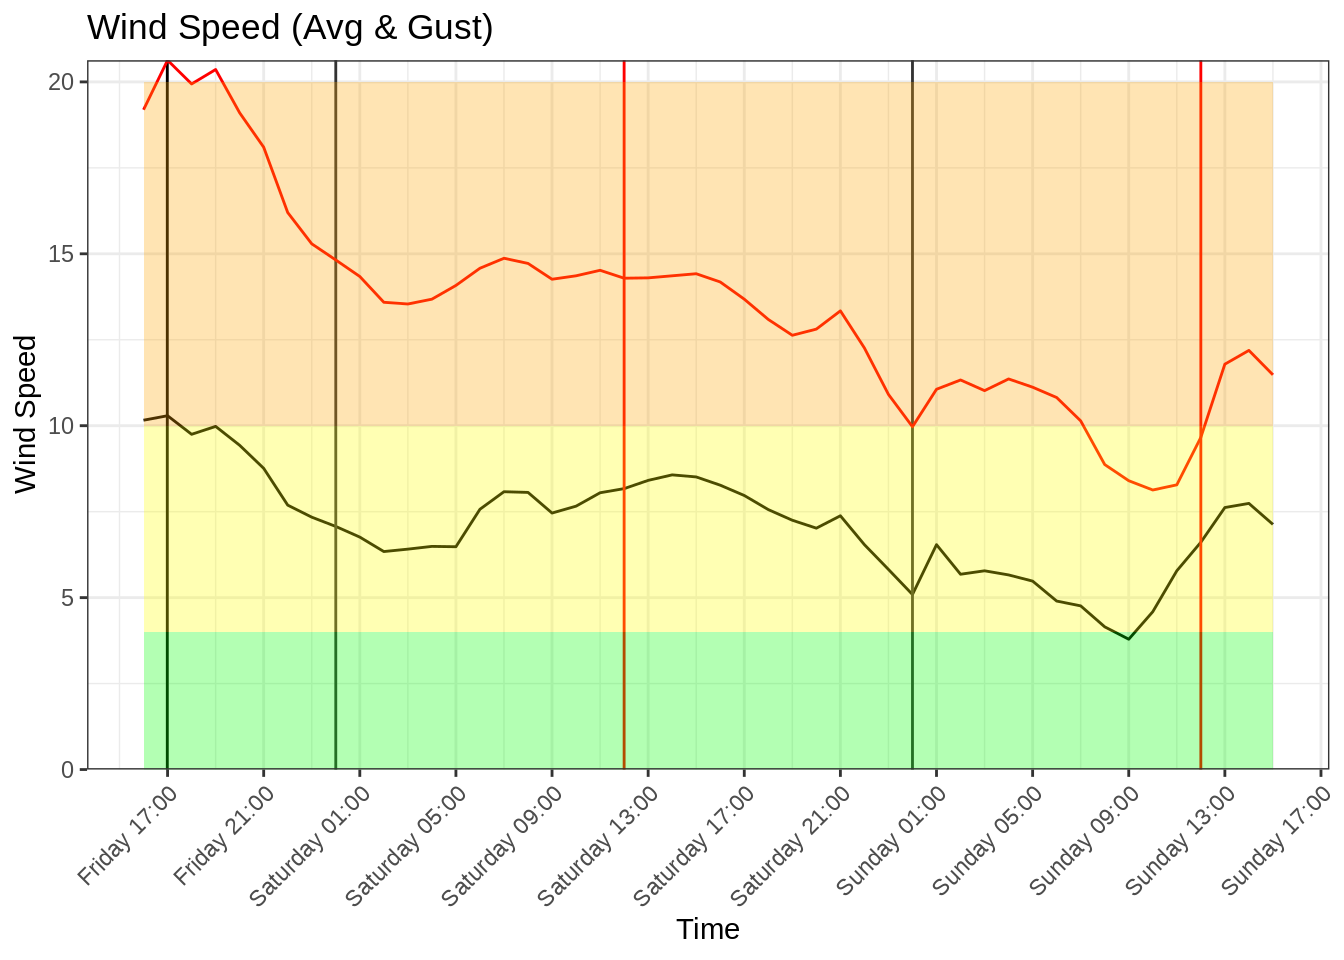 Wind Speed (Avg & Gust)
Wind Speed
20
15
10
5
0
Friday 17:00
Friday 21:00
Saturday 01:00
Saturday 05:00
Saturday 09:00
Saturday 13:00
Saturday 17:00
Saturday 21:00
Sunday 01:00
Sunday 05:00
Sunday 09:00
Sunday 13:00
Sunday 17:00
Time